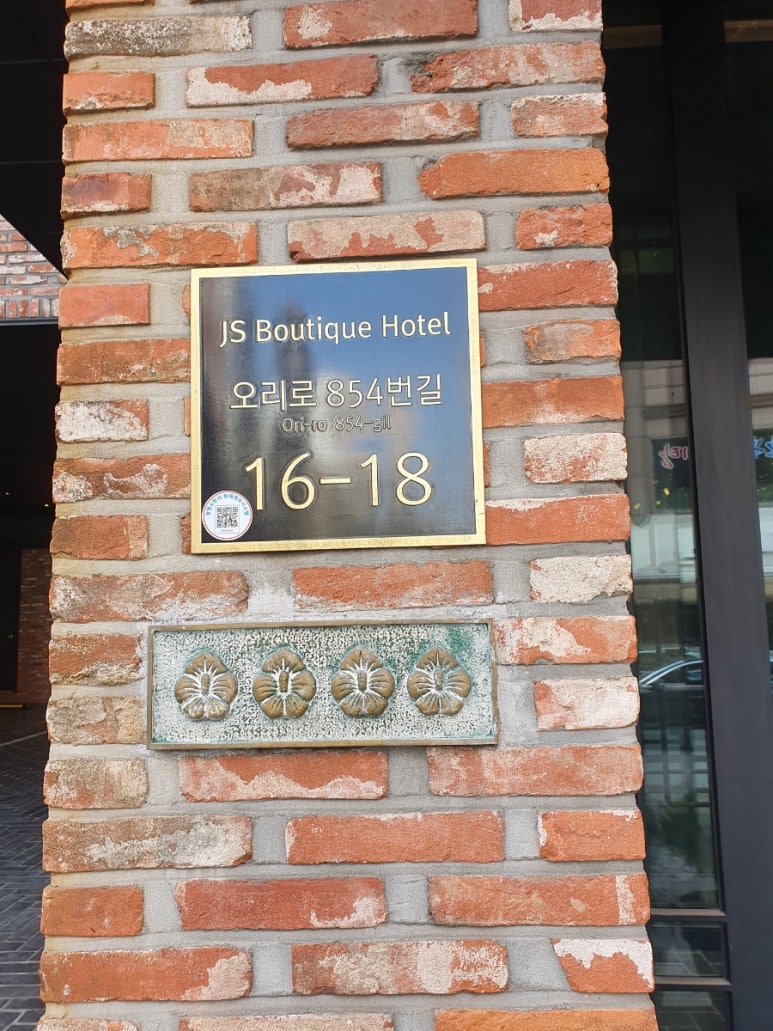 JS Boutique Hotel
오리로 854번길
Ori-ro 854-gil
16-18